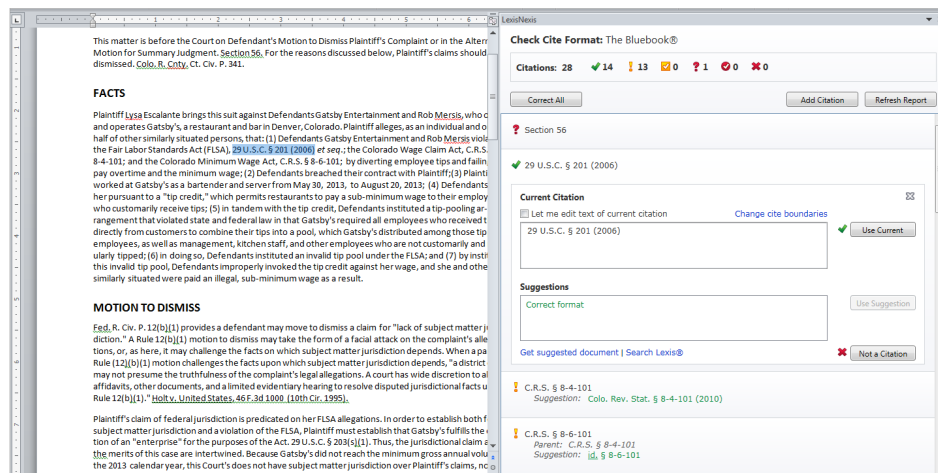 This matter is before the Court on Defendant's Motion to Dismiss Plaintiff's Complaint or in the Altern
Motion for Summary Judgment. Section 56. For the reasons discussed below, Plaintiff's claims should
dismissed. Colo. R. Cnty. Ct. Civ. P. 341.
FACTS
Plaintiff Lysa Escalante brings this suit against Defendants Gatsby Entertainment and Rob Mersis, who o
and operates Gatsby's, a restaurant and bar in Denver, Colorado. Plaintiff alleges, as an individual and o
half of other similarly situated persons, that: (1) Defendants Gatsby Entertainment and Rob Mersis viola
the Fair Labor Standards Act (FLSA), 29 U.S.C. § 201 (2006) et seq.; the Colorado Wage Claim Act, C.R.S.
8-4-101; and the Colorado Minimum Wage Act, C.R.S. § 8-6-101; by diverting employee tips and failin
pay overtime and the minimum wage; (2) Defendants breached their contract with Plaintiff;(3) Plainti
worked at Gatsby's as a bartender and server from May 30, 2013, to August 20, 2013; (4) Defendants
her pursuant to a "tip credit," which permits restaurants to pay a sub-minimum wage to their employ
who customarily receive tips; (5) in tandem with the tip credit, Defendants instituted a tip-pooling ar-
rangement that violated state and federal law in that Gatsby's required all employees who received t
directly from customers to combine their tips into a pool, which Gatsby's distributed among those tip
employees, as well as management, kitchen staff, and other employees who are not customarily and
ularly tipped; (6) in doing so, Defendants instituted an invalid tip pool under the FLSA; and (7) by instit
this invalid tip pool, Defendants improperly invoked the tip credit against her wage, and she and othe
similarly situated were paid an illegal, sub-minimum wage as a result.
MOTION TO DISMISS
Fed. R. Civ. P. 12(b)(1) provides a defendant may move to dismiss a claim for "lack of subject matter ju
diction." A Rule 12(b)(1) motion to dismiss may take the form of a facial attack on the complaint's alle
tions, or, as here, it may challenge the facts on which subject matter jurisdiction depends. When a pa
Rule (12)(b)(1) motion challenges the facts upon which subject matter jurisdiction depends, "a district
may not presume the truthfulness of the complaint's legal allegations. A court has wide discretion to al
affidavits, other documents, and a limited evidentiary hearing to resolve disputed jurisdictional facts u
Rule 12(b)(1)." Holt v. United States, 46 F.3d 1000 (10th Cir. 1995).
Plaintiff's claim of federal jurisdiction is predicated on her FLSA allegations. In order to establish both f
subject matter jurisdiction and a violation of the FLSA, Plaintiff must establish that Gatsby's fulfills the d
tion of an "enterprise" for the purposes of the Act. 29 U.S.C. § 203(s)(1). Thus, the jurisdictional claim a
the merits of this case are intertwined. Because Gatsby's did not reach the minimum gross annual volu
the 2013 calendar year, this Court's does not have subject matter jurisdiction over Plaintiff's claims, no
LexisNexis
Check Cite Format: The Bluebook®
Citations: 28 14 13 0 1 0 0
Correct All Add Citation Refresh Report
Section 56
29 U.S.C. § 201 (2006)
Current Citation
Let me edit text of current citation Change cite boundaries
29 U.S.C. § 201 (2006) Use Current
Suggestions
Correct format Use Suggestion
Get suggested document | Search Lexis® Not a Citation
C.R.S. § 8-4-101
Suggestion: Colo. Rev. Stat. § 8-4-101 (2010)
C.R.S. § 8-6-101
Parent: C.R.S. § 8-4-101
Suggestion: id. § 8-6-101